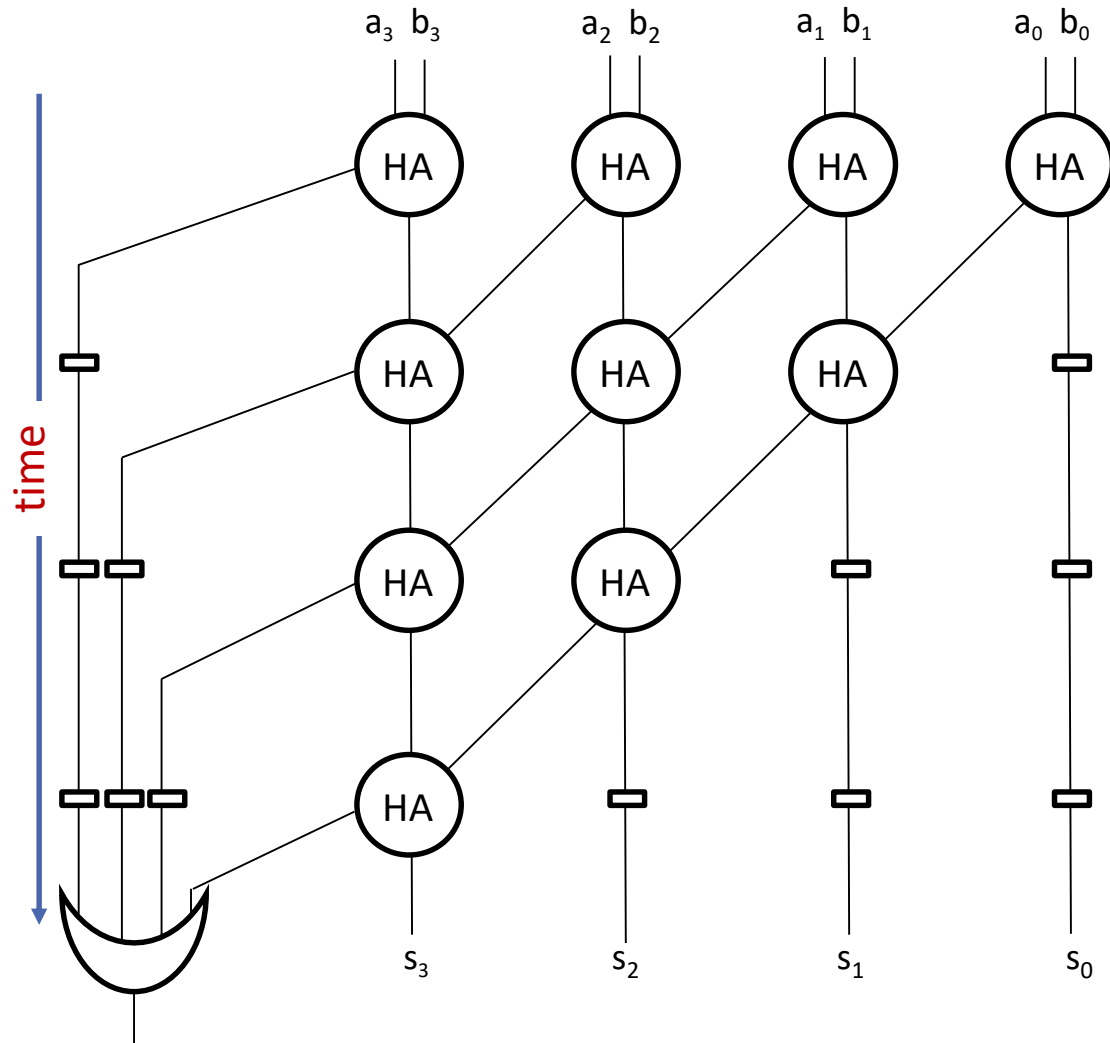 a₃ b₃ a₂ b₂ a₁ b₁ a₀ b₀
HA HA HA HA
HA HA HA
time
HA HA
HA
s₃ s₂ s₁ s₀